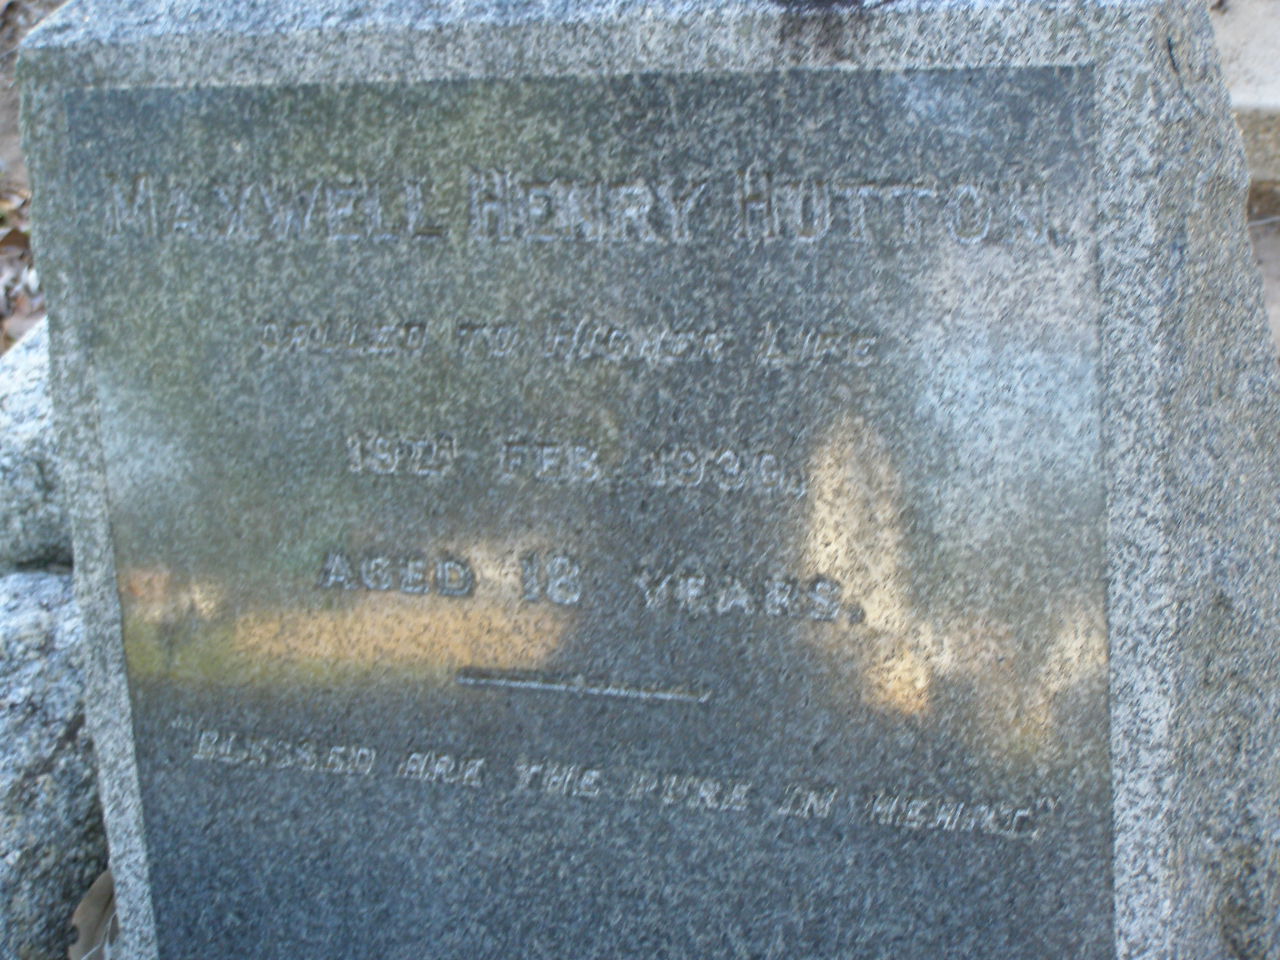 MAXWELL HENRY HUTTON.
CALLED TO HIGHER LIFE
FEB.
AGED 18 YEARS.
"BLESSED ARE THE PURE IN HEART."